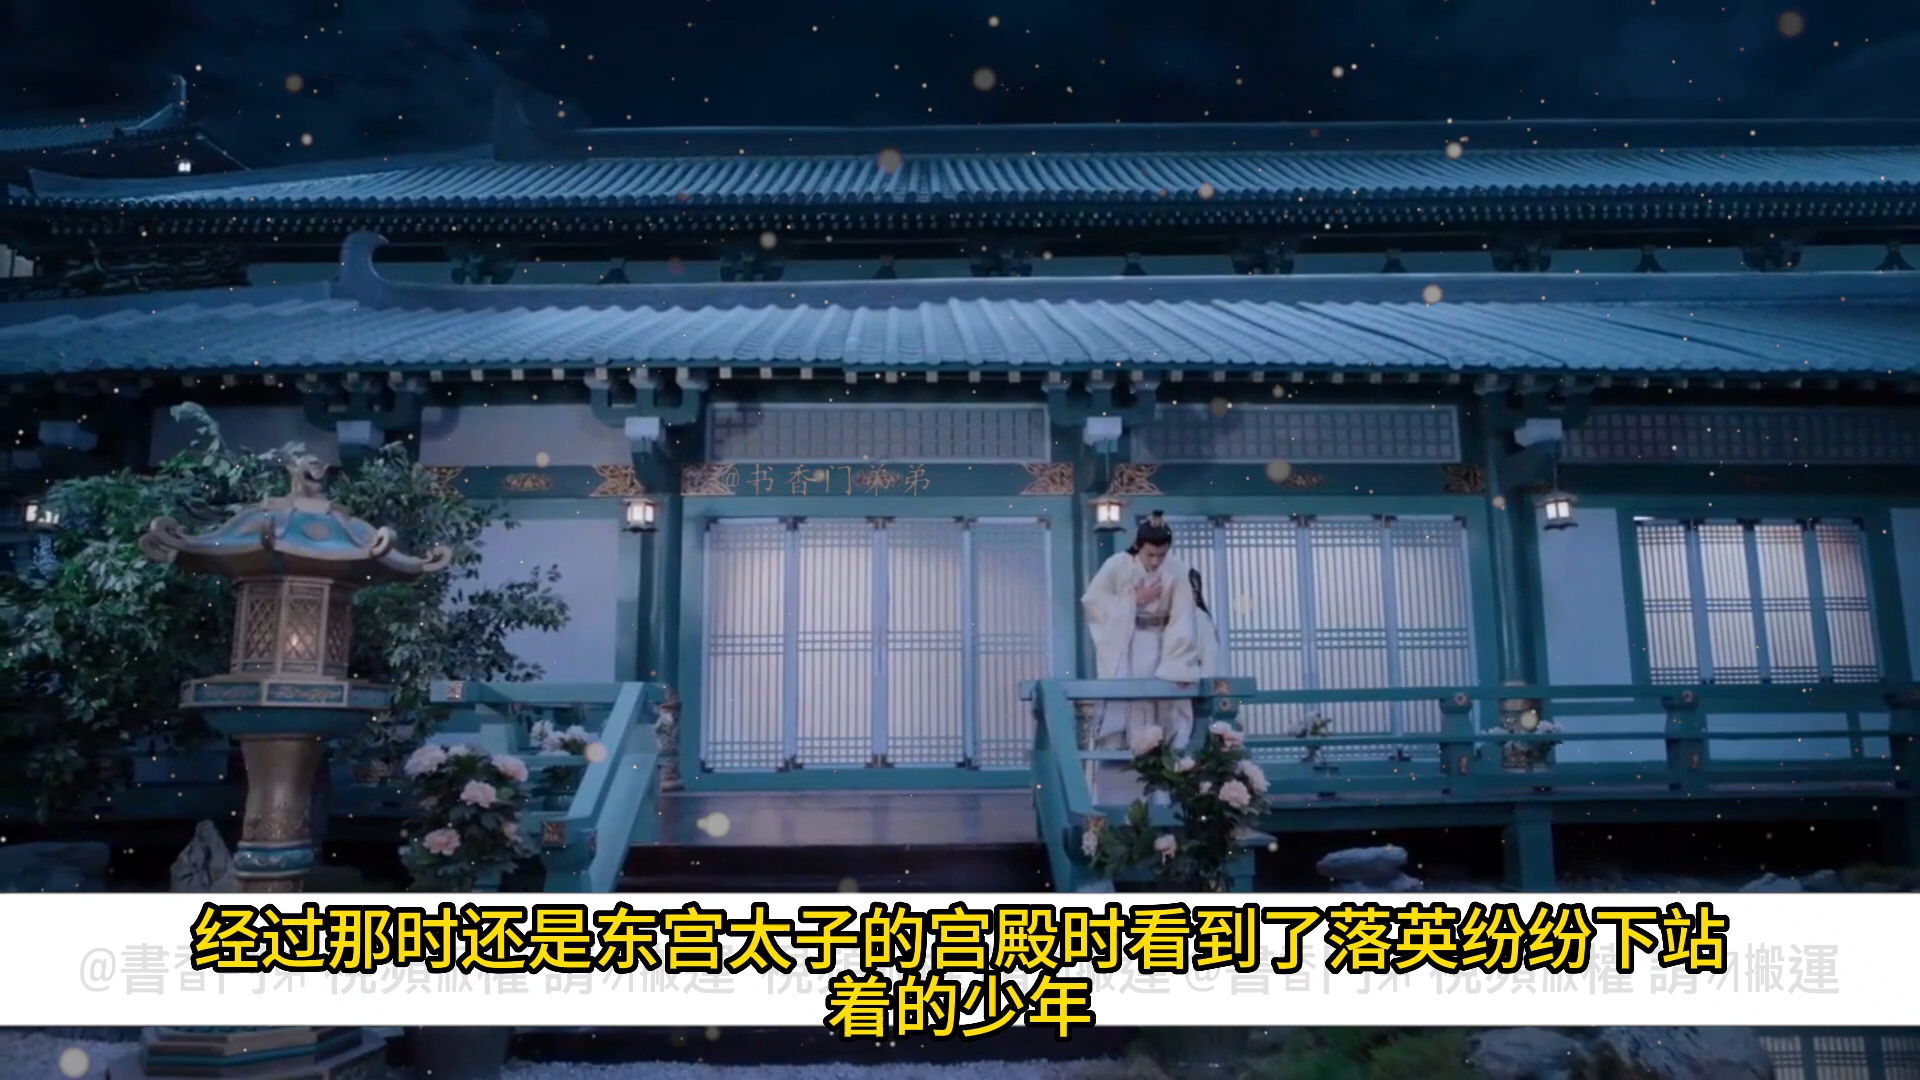 @书香门弟弟
经过那时还是东宫太子的宫殿时看到了落英纷纷下站
着的少年